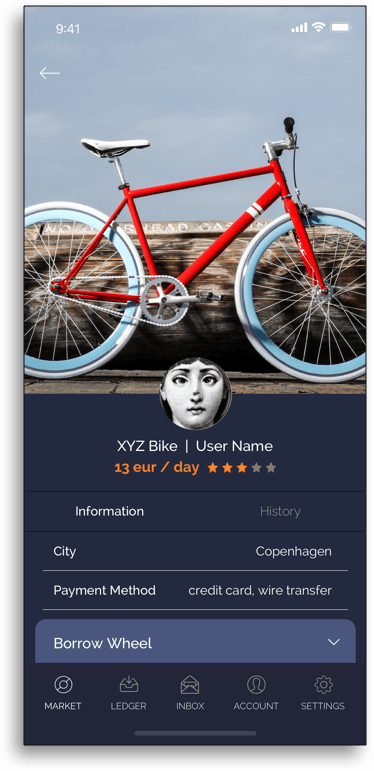 9:41
XYZ Bike | User Name
13 eur / day
Information
History
City
Copenhagen
Payment Method
credit card, wire transfer
Borrow Wheel
MARKET
LEDGER
INBOX
ACCOUNT
SETTINGS